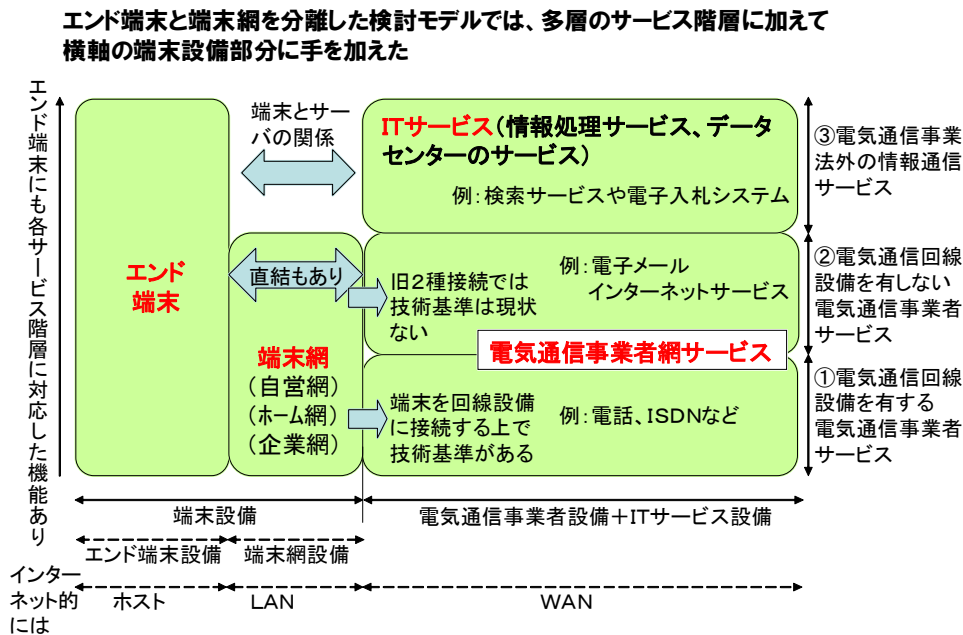 エンド端末と端末網を分離した検討モデルでは、多層のサービス階層に加えて
横軸の端末設備部分に手を加えた
エンド端末にも各サービス階層に対応した機能あり
エンド
端末
端末とサー
バの関係
ITサービス(情報処理サービス、データ
センターのサービス)
例:検索サービスや電子入札システム
③電気通信事業
法外の情報通信
サービス
直結もあり
旧2種接続では
技術基準は現状
ない
例:電子メール
インターネットサービス
②電気通信回線
設備を有しない
電気通信事業者
サービス
電気通信事業者網サービス
端末網
(自営網)
(ホーム網)
(企業網)
端末を回線設備
に接続する上で
技術基準がある
例:電話、ISDNなど
①電気通信回線
設備を有する
電気通信事業者
サービス
端末設備
電気通信事業者設備+ITサービス設備
エンド端末設備
端末網設備
インター
ネット的
には
ホスト
LAN
WAN